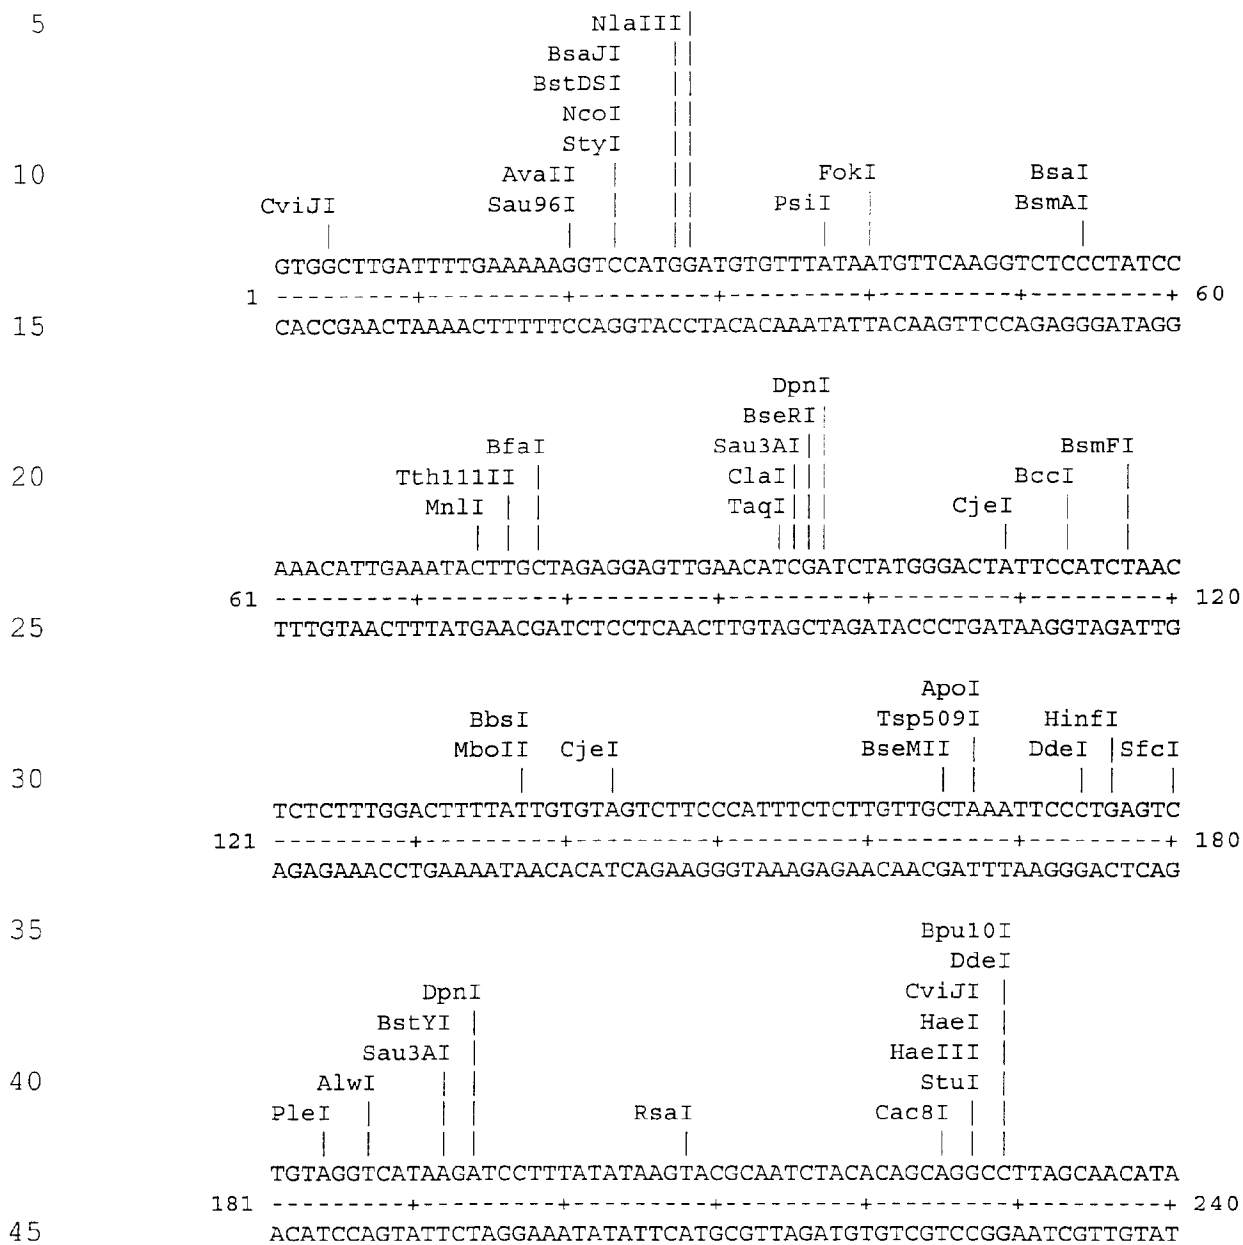 5 NlaIII
BsaJI
BstDSI
NcoI
StyI
10 AvaII FokI BsaI
CviJI Sau96I PsiI BsmAI
GTGGCTTGATTTTGAAAAAGGTCCATGGATGTGTTTATAATGTTCAAGGTCTCCCTATCC
1 ---------+---------+---------+---------+---------+---------+ 60
15 CACCGAACTAAAACTTTTTCCAGGTACCTACACAAATATTACAAGTTCCAGAGGGATAGG
DpnI
BseRI
BfaI Sau3AI BsmFI
20 Tth111II ClaI BccI
MnlI TaqI CjeI
AAACATTGAAATACTTGCTAGAGGAGTTGAACATCGATCTATGGGACTATTCCATCTAAC
61 ---------+---------+---------+---------+---------+---------+ 120
25 TTTGTAACTTTATGAACGATCTCCTCAACTTGTAGCTAGATACCCTGATAAGGTAGATTG
ApoI
BbsI Tsp509I HinfI
MboII CjeI BseMII DdeI SfcI
30
TCTCTTTGGACTTTTATTGTGTAGTCTTCCCATTTCTCTTGTTGCTAAATTCCCTGAGTC
121 ---------+---------+---------+---------+---------+---------+ 180
AGAGAAACCTGAAAATAACACATCAGAAGGGTAAAGAGAACAACGATTTAAGGGACTCAG
35 Bpu10I
DdeI
DpnI CviJI
BstYI HaeI
Sau3AI HaeIII
40 AlwI StuI
PleI RsaI Cac8I
TGTAGGTCATAAGATCCTTTATATAAGTACGCAATCTACACAGCAGGCCTTAGCAACATA
181 ---------+---------+---------+---------+---------+---------+ 240
45 ACATCCAGTATTCTAGGAAATATATTCATGCGTTAGATGTGTCGTCCGGAATCGTTGTAT